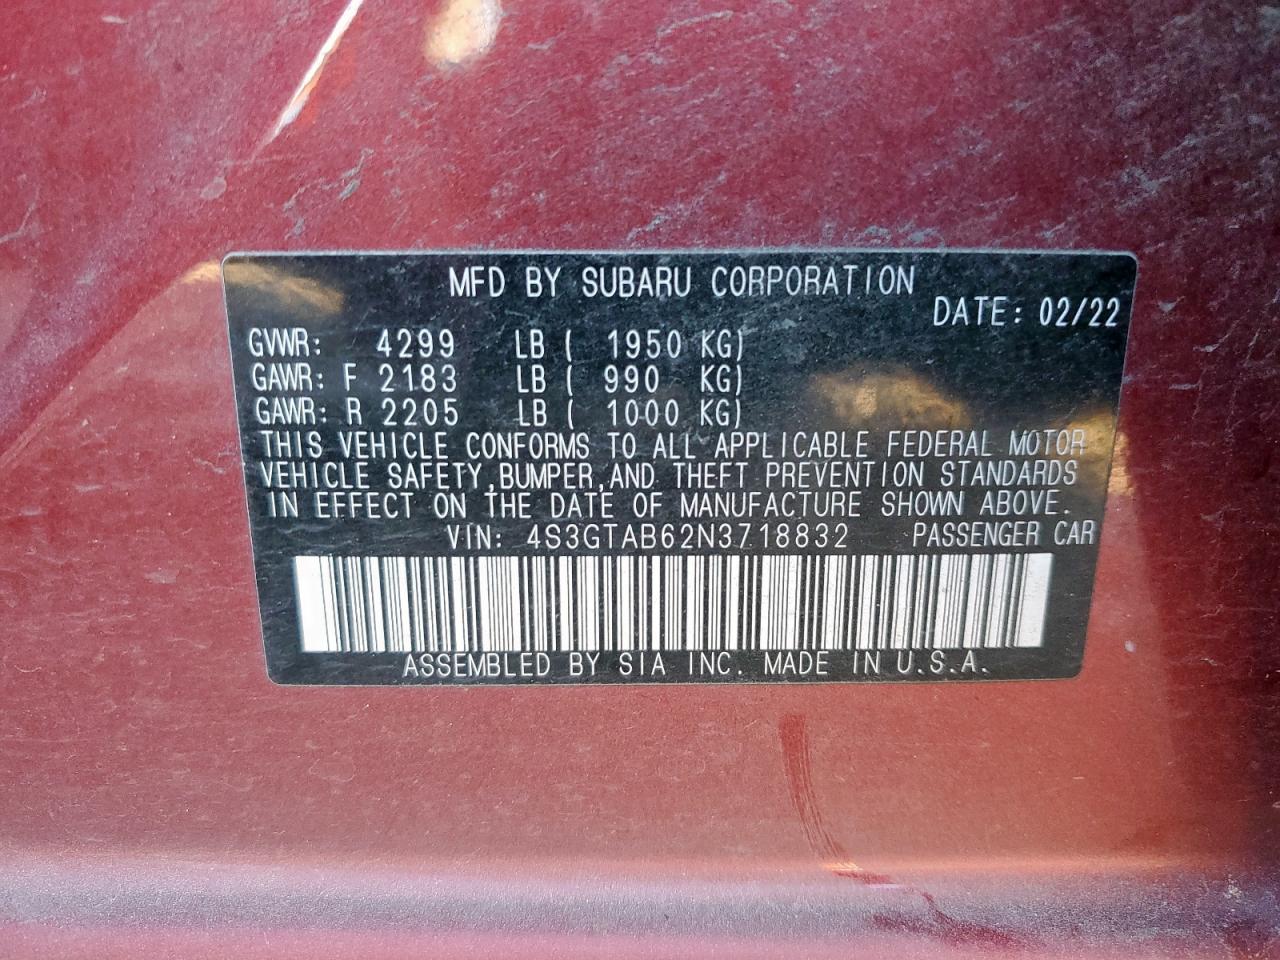 MFD BY SUBARU CORPORATION
DATE: 02/22
GVWR: 4299 LB ( 1950 KG)
GAWR: F 2183 LB ( 990 KG)
GAWR: R 2205 LB ( 1000 KG)
THIS VEHICLE CONFORMS TO ALL APPLICABLE FEDERAL MOTOR
VEHICLE SAFETY,BUMPER,AND THEFT PREVENTION STANDARDS
IN EFFECT ON THE DATE OF MANUFACTURE SHOWN ABOVE.
VIN: 4S3GTAB62N3718832 PASSENGER CAR
ASSEMBLED BY SIA INC. MADE IN U.S.A.